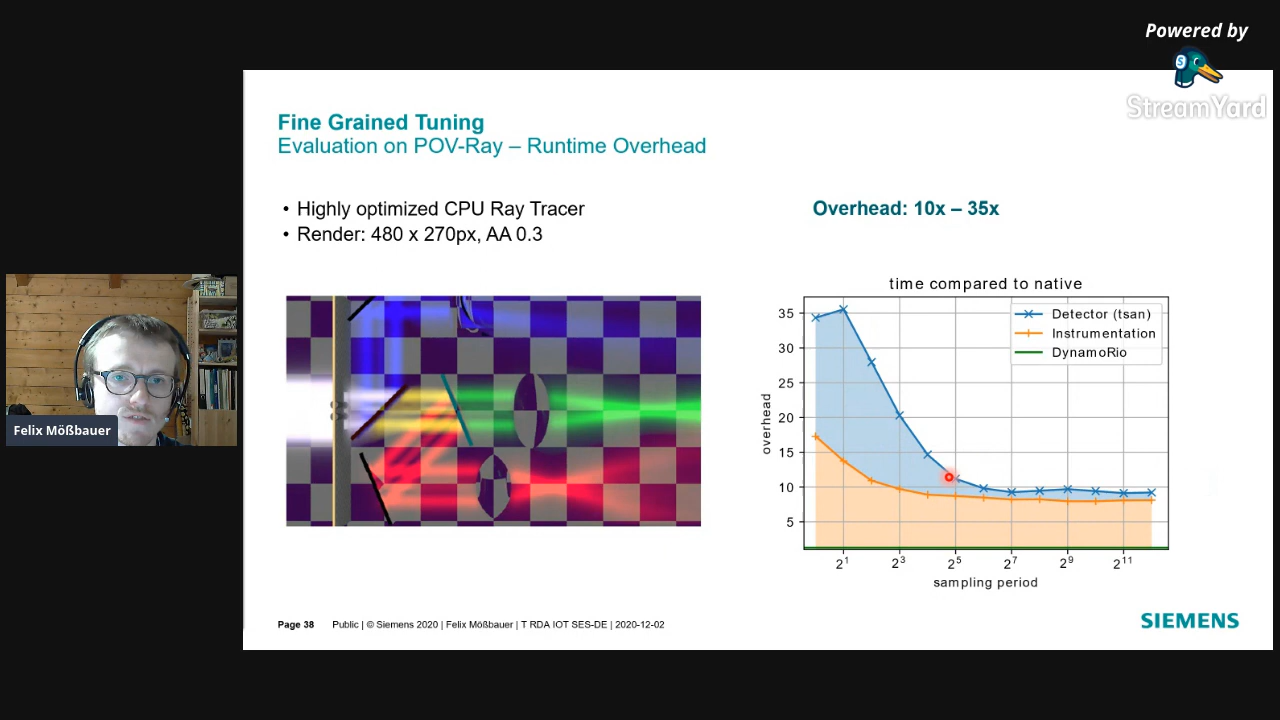 Powered by
StreamYard
Fine Grained Tuning
Evaluation on POV-Ray – Runtime Overhead
• Highly optimized CPU Ray Tracer
• Render: 480 x 270px, AA 0.3
Overhead: 10x – 35x
time compared to native
Detector (tsan)
Instrumentation
DynamoRio
overhead
35
30
25
20
15
10
5
2^1 2^3 2^5 2^7 2^9 2^11
sampling period
Felix Mößbauer
Page 38 Public | © Siemens 2020 | Felix Mößbauer | T RDA IOT SES-DE | 2020-12-02
SIEMENS